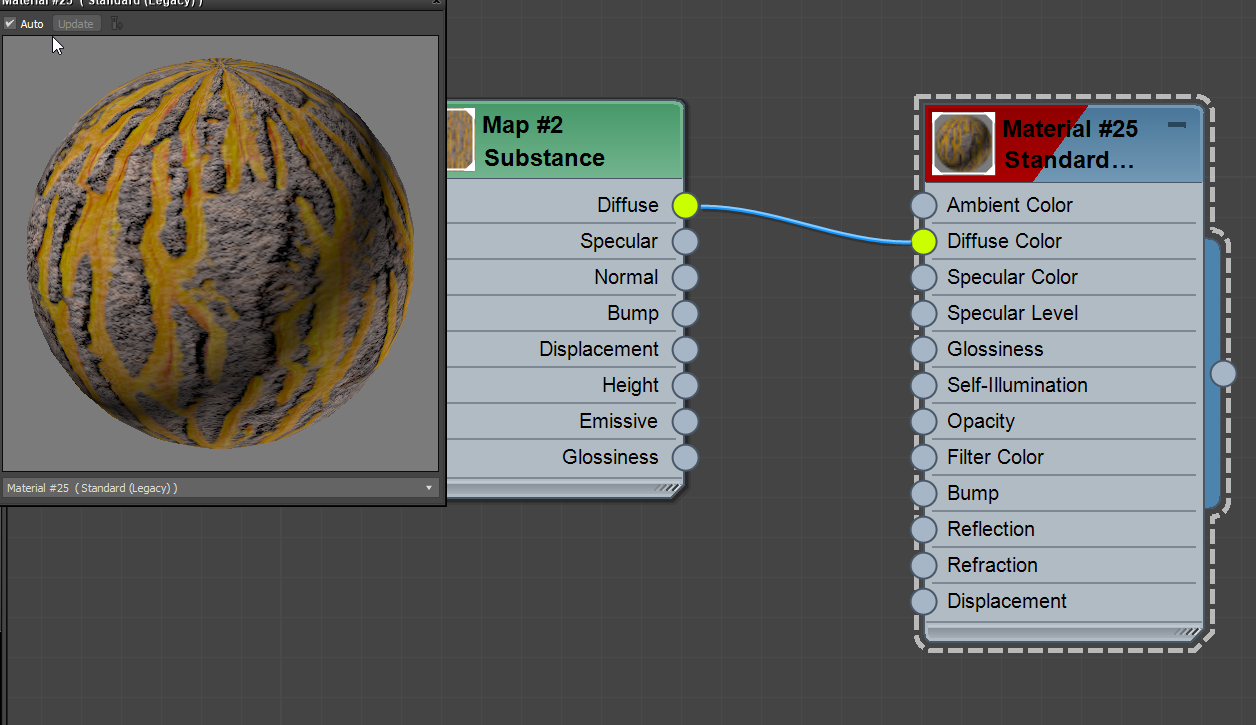 Material #25 ( Standard (Legacy) )
Auto
Update
Material #25 ( Standard (Legacy) )
Map #2
Substance
Diffuse
Specular
Normal
Bump
Displacement
Height
Emissive
Glossiness
Material #25
Standard…
Ambient Color
Diffuse Color
Specular Color
Specular Level
Glossiness
Self-Illumination
Opacity
Filter Color
Bump
Reflection
Refraction
Displacement